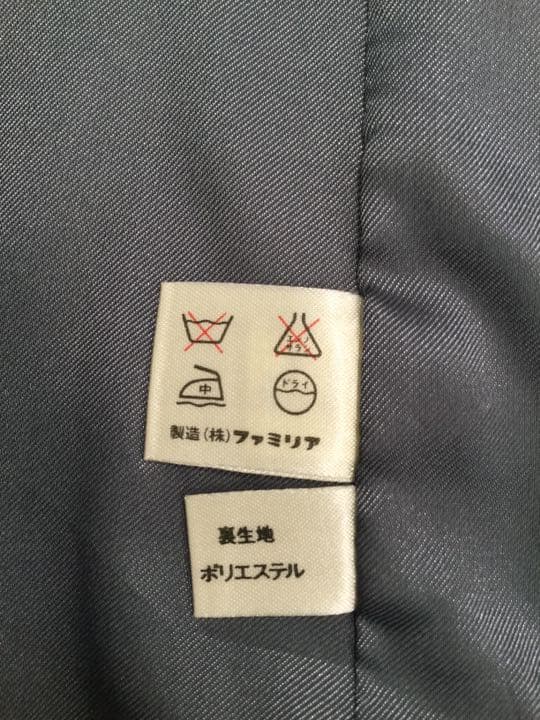 エンソ
サラシ
中
ドライ
製造(株)ファミリア
裏生地
ポリエステル